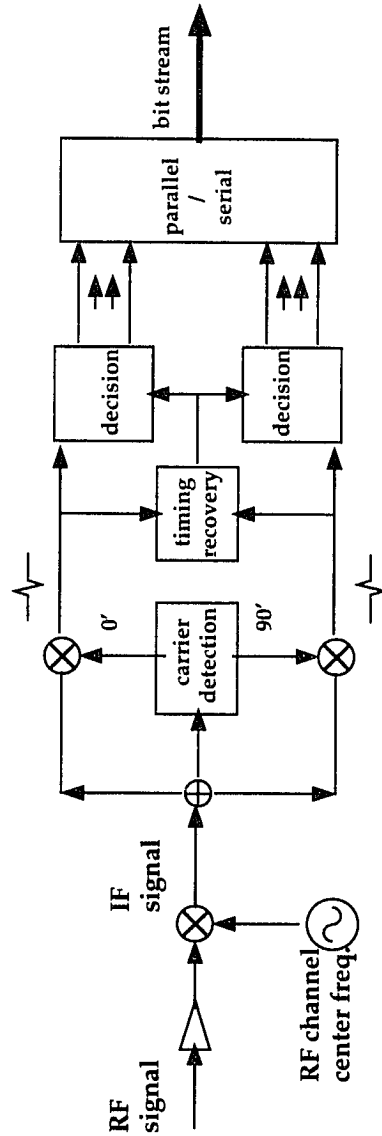 RF
signal
IF
signal
RF channel
center freq.
0'
carrier
detection
90'
timing
recovery
decision
decision
parallel
/
serial
bit stream